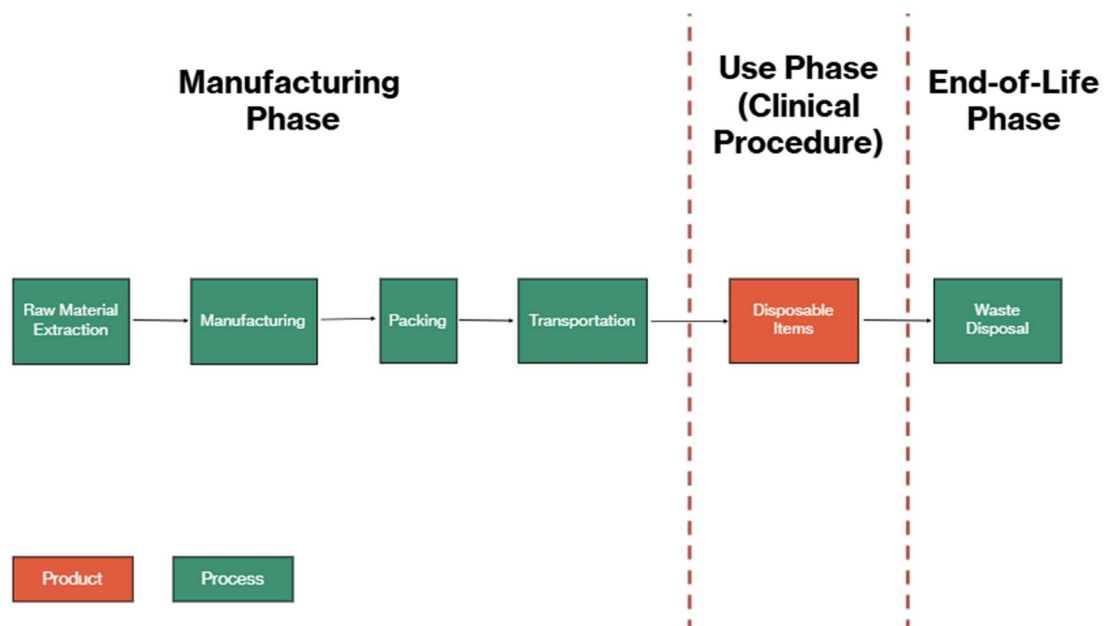 Manufacturing
Phase
Use Phase
(Clinical
Procedure)
End-of-Life
Phase
Raw Material
Extraction
Manufacturing
Packing
Transportation
Disposable
Items
Waste
Disposal
Product
Process